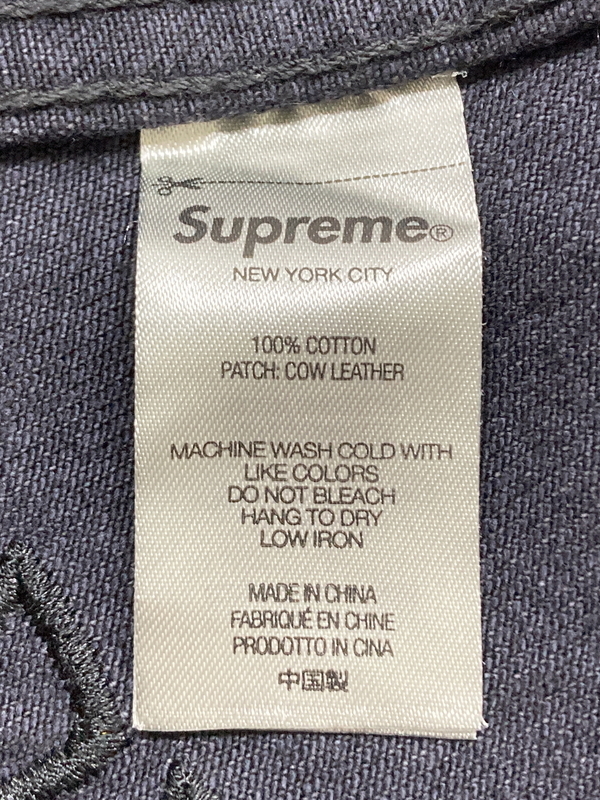 Supreme®
NEW YORK CITY
100% COTTON
PATCH: COW LEATHER
MACHINE WASH COLD WITH
LIKE COLORS
DO NOT BLEACH
HANG TO DRY
LOW IRON
MADE IN CHINA
FABRIQUÉ EN CHINE
PRODOTTO IN CINA
中国製